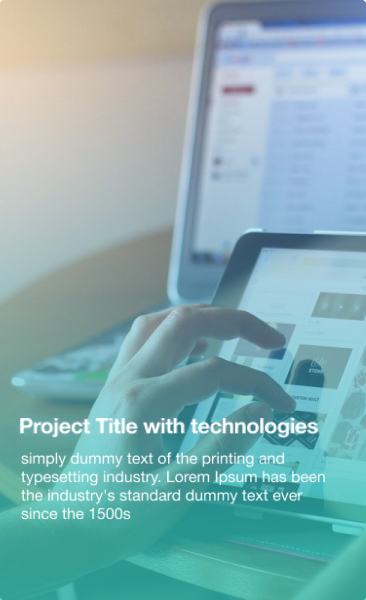 Project Title with technologies
simply dummy text of the printing and
typesetting industry. Lorem Ipsum has been
the industry's standard dummy text ever
since the 1500s